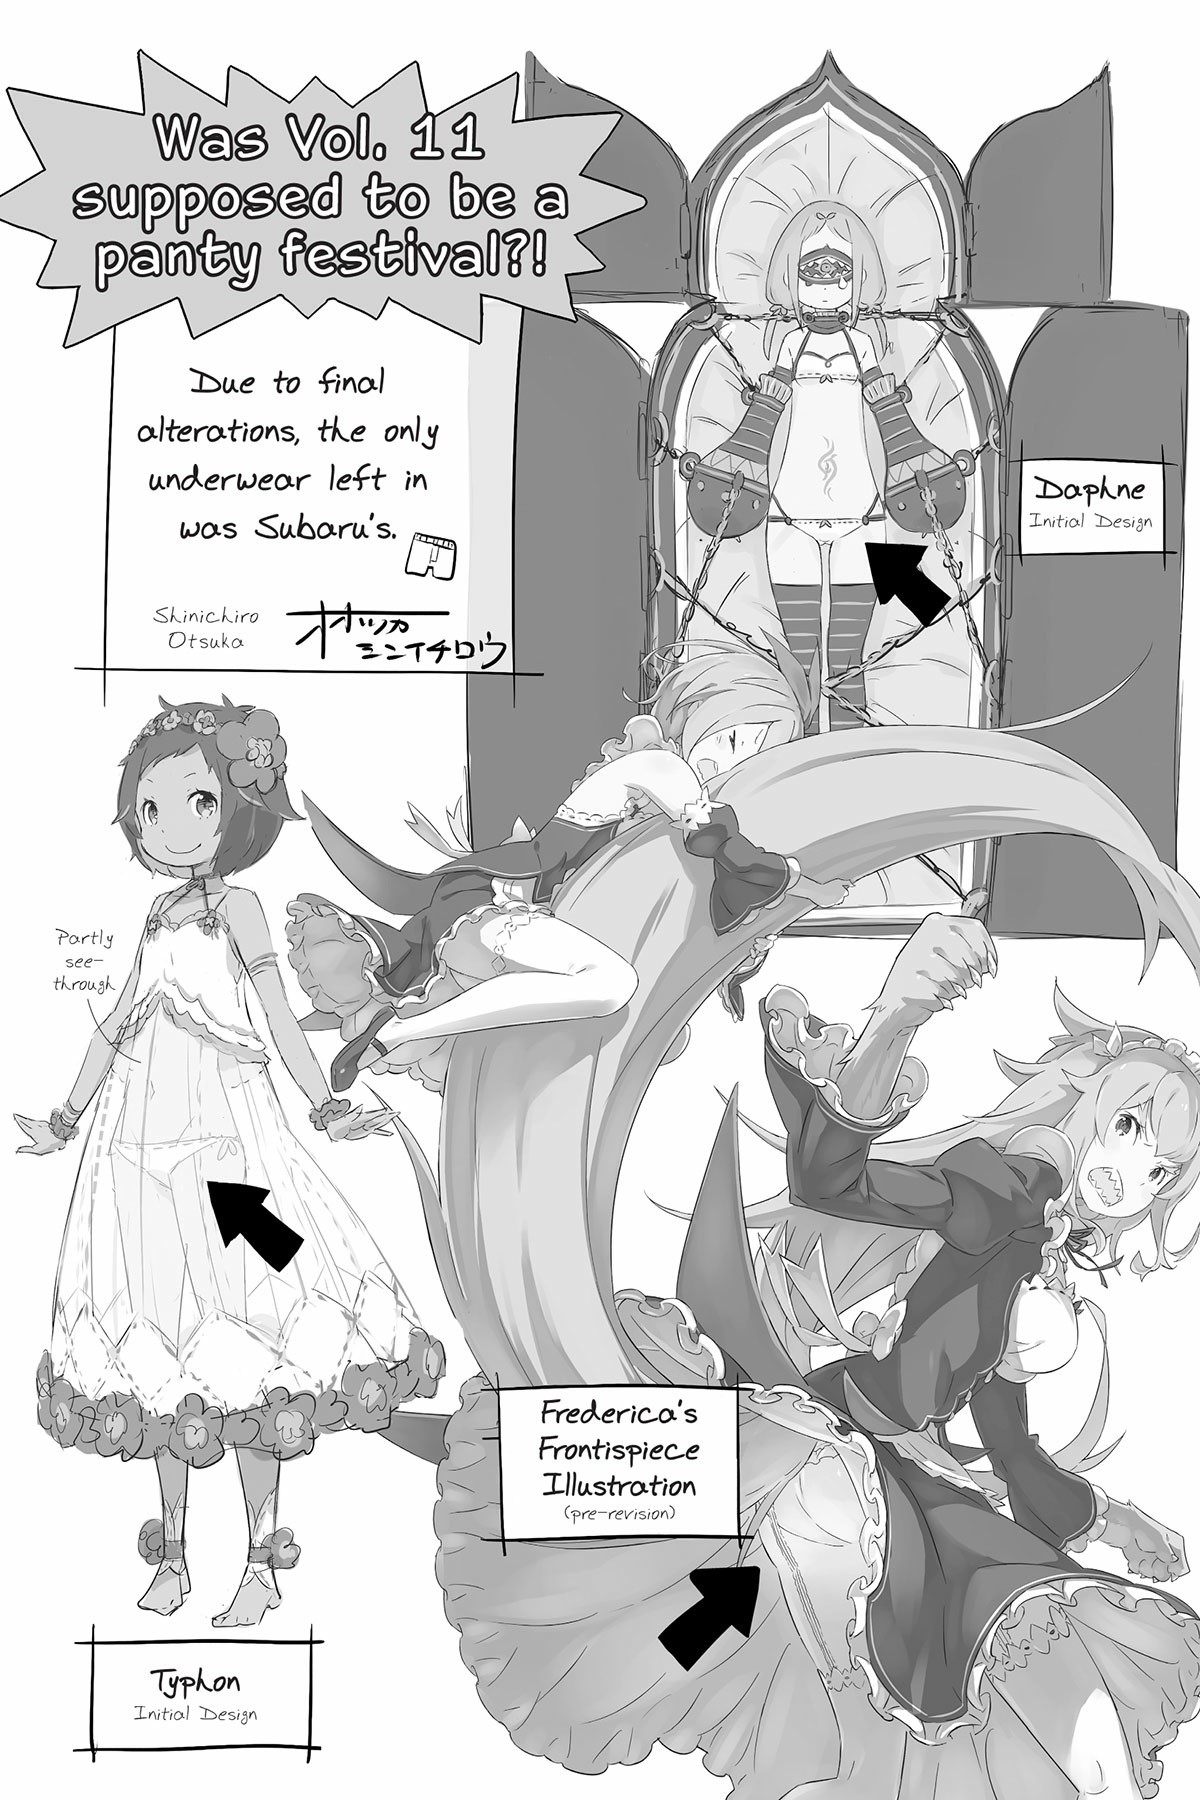 Was Vol. 11
supposed to be a
panty festival?!
Due to final
alterations, the only
underwear left in
was Subaru's.
Shinichiro
Otsuka
オオツカ
シンイチロウ
Daphne
Initial Design
Partly
see-
through
Frederica's
Frontispiece
Illustration
(pre-revision)
Typhon
Initial Design